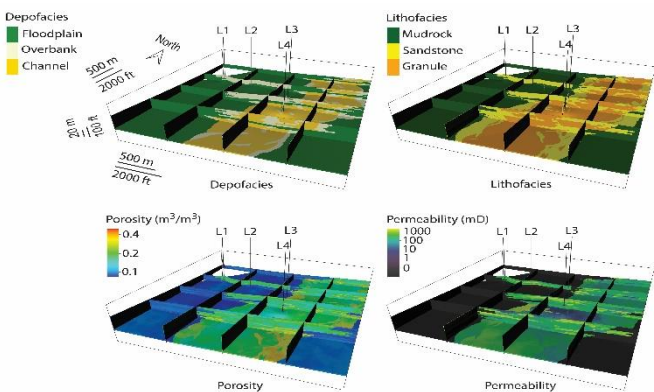 Depofacies
Floodplain
Overbank
Channel
North
500 m
2000 ft
20 m
100 ft
500 m
2000 ft
L1
L2
L3
L4
Depofacies
Lithofacies
Mudrock
Sandstone
Granule
L1
L2
L3
L4
Lithofacies
Porosity (m³/m³)
0.4
0.2
0.1
L1
L2
L3
L4
Porosity
Permeability (mD)
1000
100
10
0
L1
L2
L3
L4
Permeability